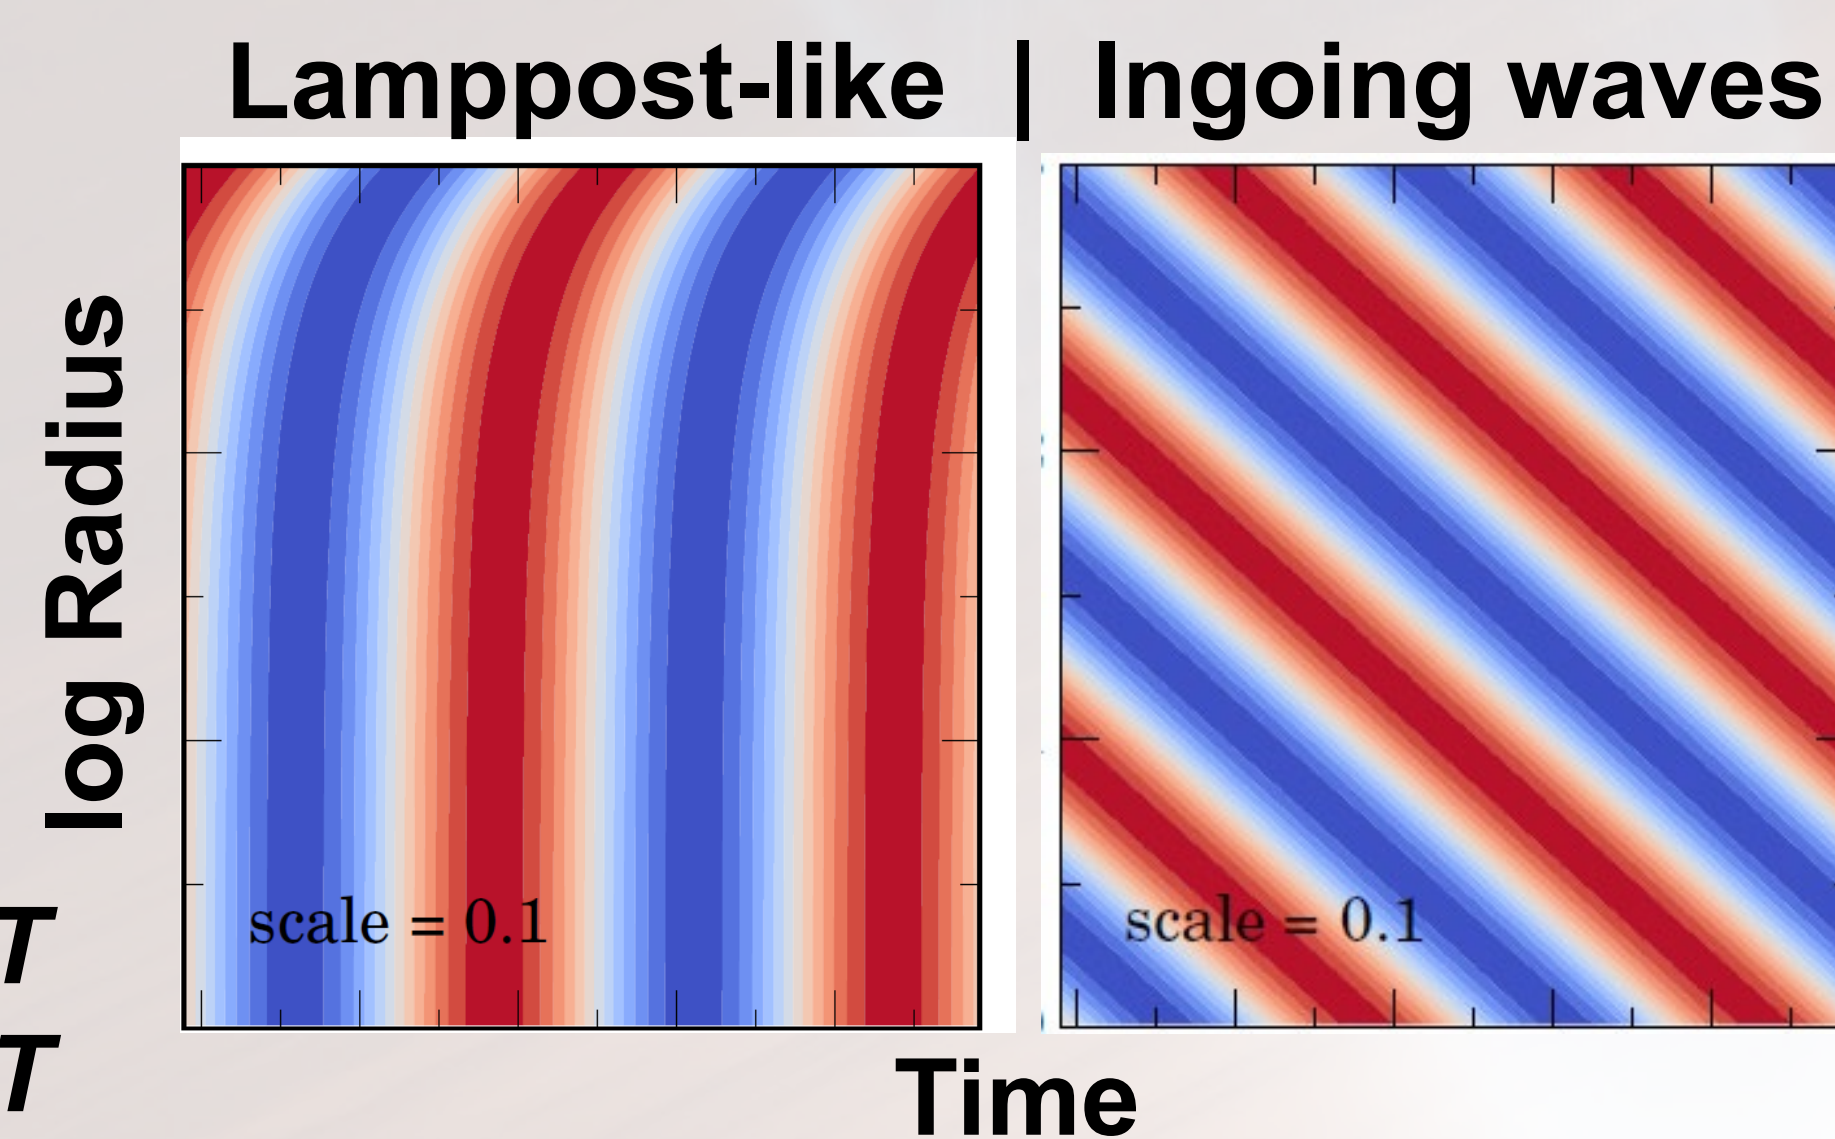 Lamppost-like | Ingoing waves
log Radius
scale = 0.1
scale = 0.1
T
T
Time